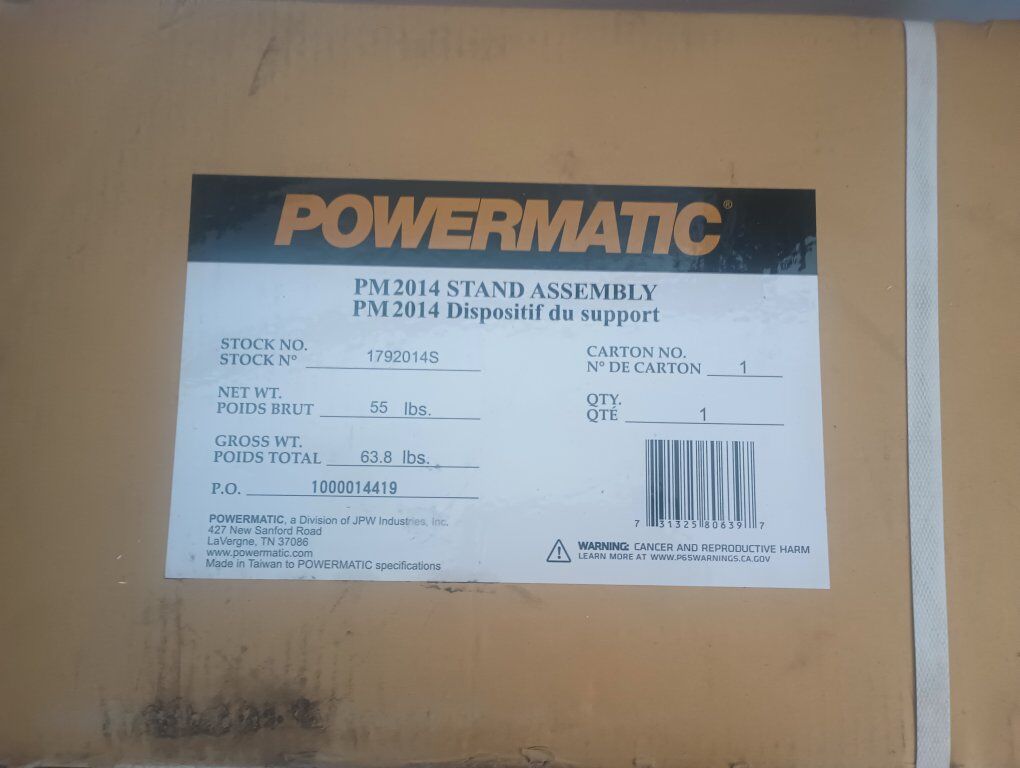 POWERMATIC®
PM2014 STAND ASSEMBLY
PM2014 Dispositif du support
STOCK NO.
STOCK Nº 1792014S
NET WT.
POIDS BRUT 55 lbs.
GROSS WT.
POIDS TOTAL 63.8 lbs.
P.O. 1000014419
CARTON NO.
Nº DE CARTON 1
QTY.
QTÉ 1
7 31325 80639 7
POWERMATIC, a Division of JPW Industries, Inc.
427 New Sanford Road
LaVergne, TN 37086
www.powermatic.com
Made in Taiwan to POWERMATIC specifications
WARNING: CANCER AND REPRODUCTIVE HARM
LEARN MORE AT WWW.P65WARNINGS.CA.GOV